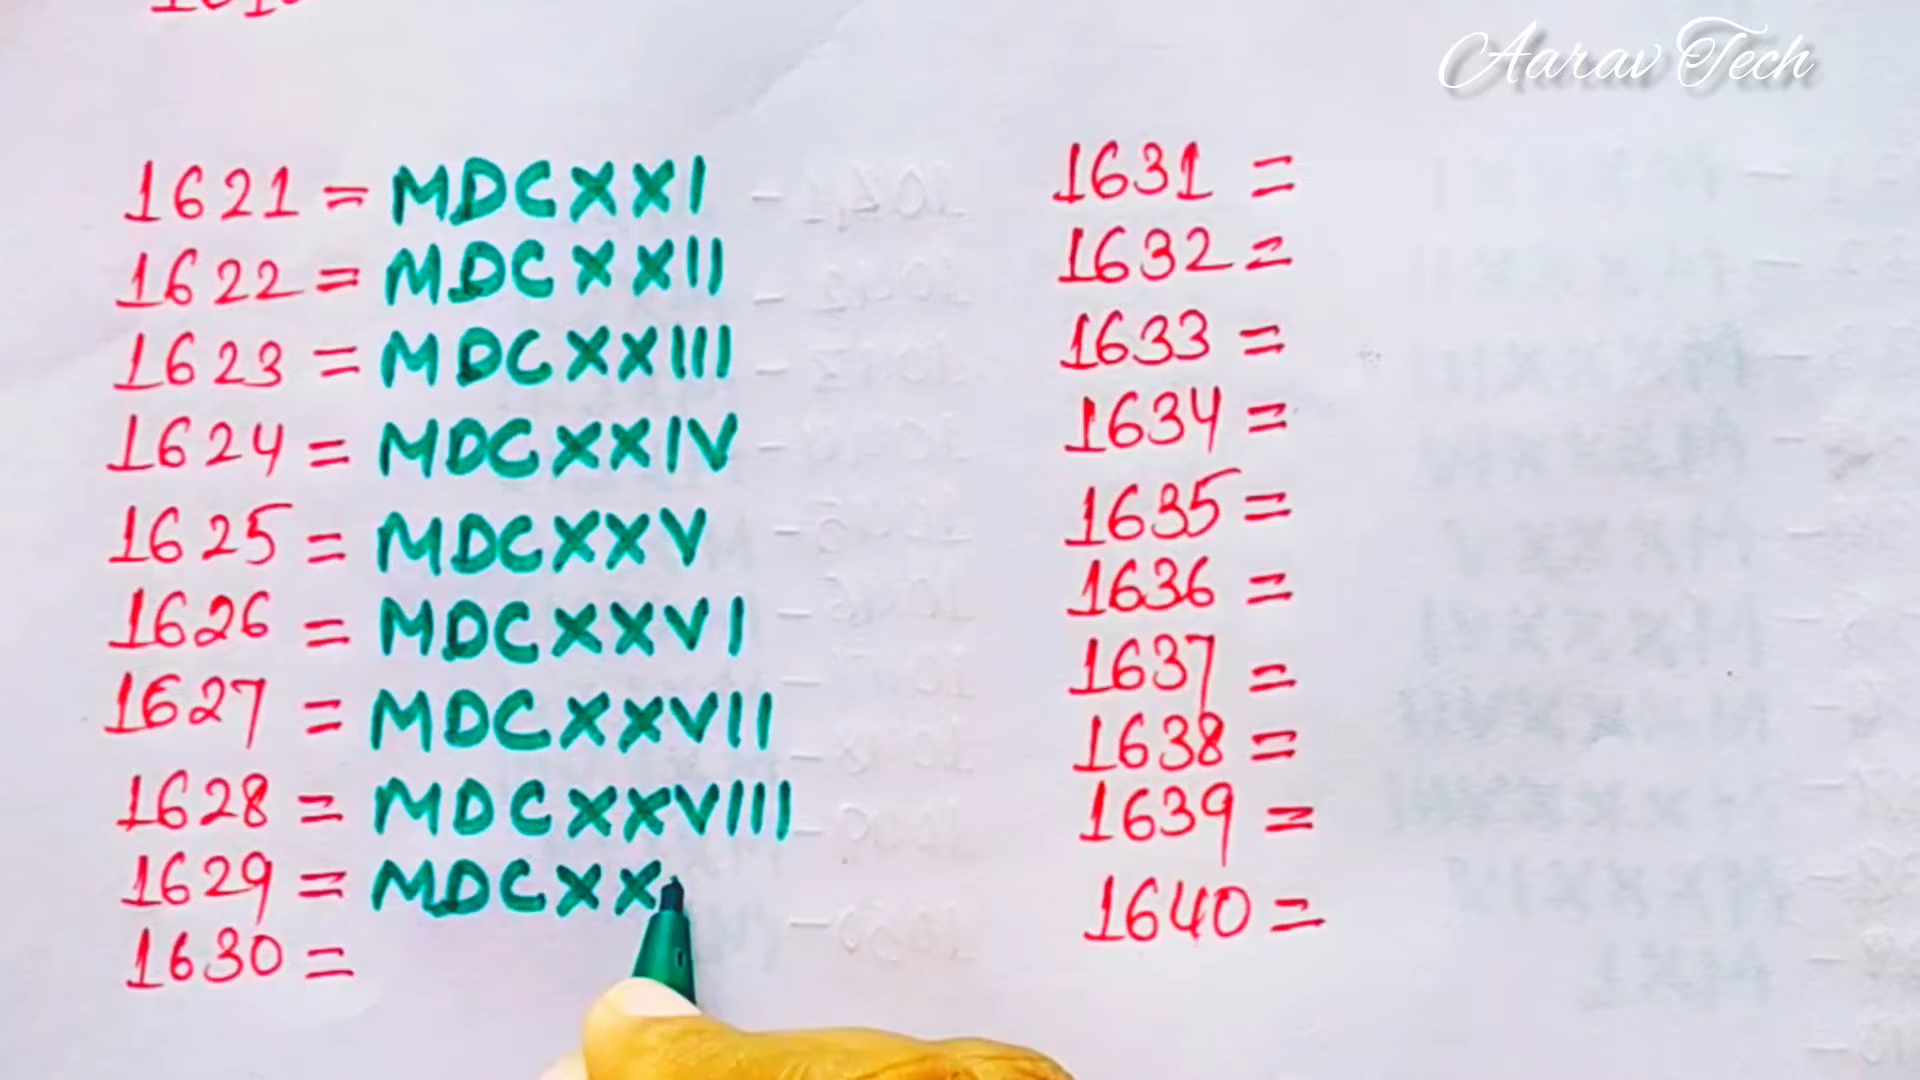 Aarav Tech
1621 = MDCXXI
1622 = MDCXXII
1623 = MDCXXIII
1624 = MDCXXIV
1625 = MDCXXV
1626 = MDCXXVI
1627 = MDCXXVII
1628 = MDCXXVIII
1629 = MDCXX
1630 =
1631 =
1632 =
1633 =
1634 =
1635 =
1636 =
1637 =
1638 =
1639 =
1640 =